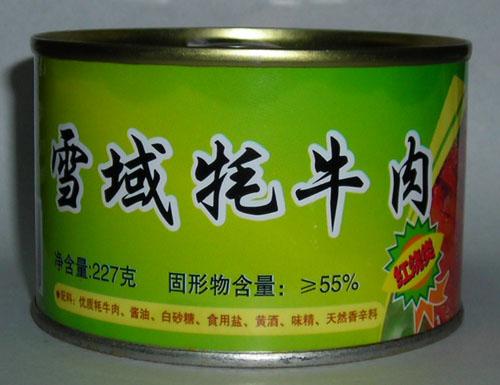 雪域牦牛肉
红烧类
净含量:227克
固形物含量：≥55%
●配料：优质牦牛肉、酱油、白砂糖、食用盐、黄酒、味精、天然香辛料